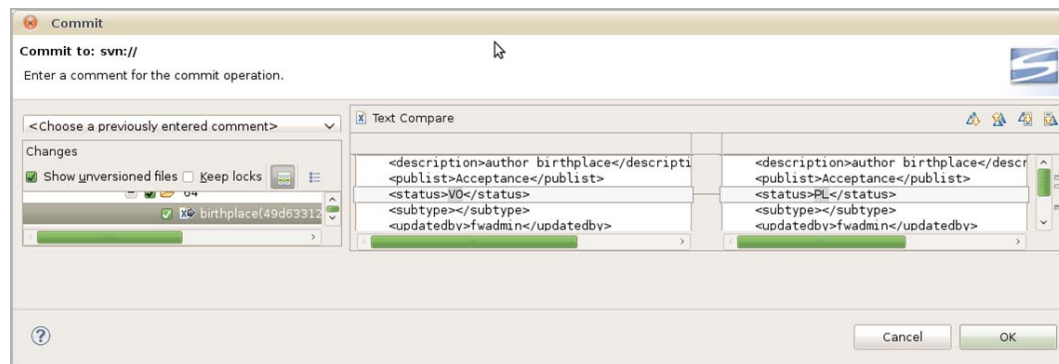 Commit
Commit to: svn://
Enter a comment for the commit operation.
<Choose a previously entered comment>
Changes
Show unversioned files
Keep locks
64
birthplace(49d63312
Text Compare
<description>author birthplace</descripti
<publist>Acceptance</publist>
<status>VO</status>
<subtype></subtype>
<updatedby>fwadmin</updatedby>
<description>author birthplace</descr
<publist>Acceptance</publist>
<status>PL</status>
<subtype></subtype>
<updatedby>fwadmin</updatedby>
Cancel
OK